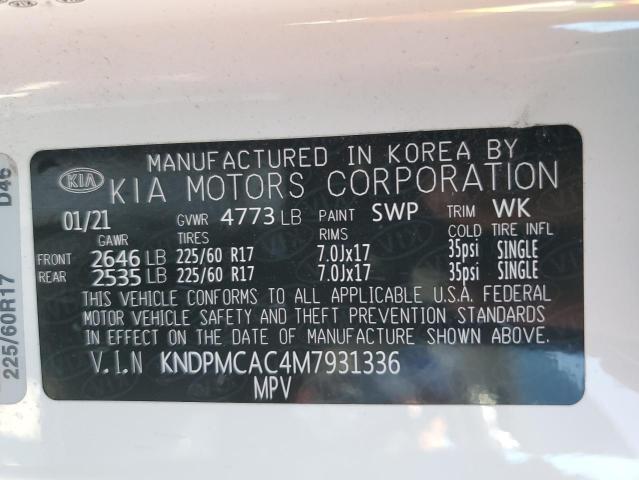 MANUFACTURED IN KOREA BY
KIA KIA MOTORS CORPORATION
01/21 GVWR 4773 LB PAINT SWP TRIM WK
GAWR TIRES RIMS COLD TIRE INFL
FRONT 2646 LB 225/60 R17 7.0Jx17 35psi SINGLE
REAR 2535 LB 225/60 R17 7.0Jx17 35psi SINGLE
THIS VEHICLE CONFORMS TO ALL APPLICABLE U.S.A. FEDERAL
MOTOR VEHICLE SAFETY AND THEFT PREVENTION STANDARDS
IN EFFECT ON THE DATE OF MANUFACTURE SHOWN ABOVE.
V.I.N KNDPMCAC4M7931336
MPV
225/60R17 D46